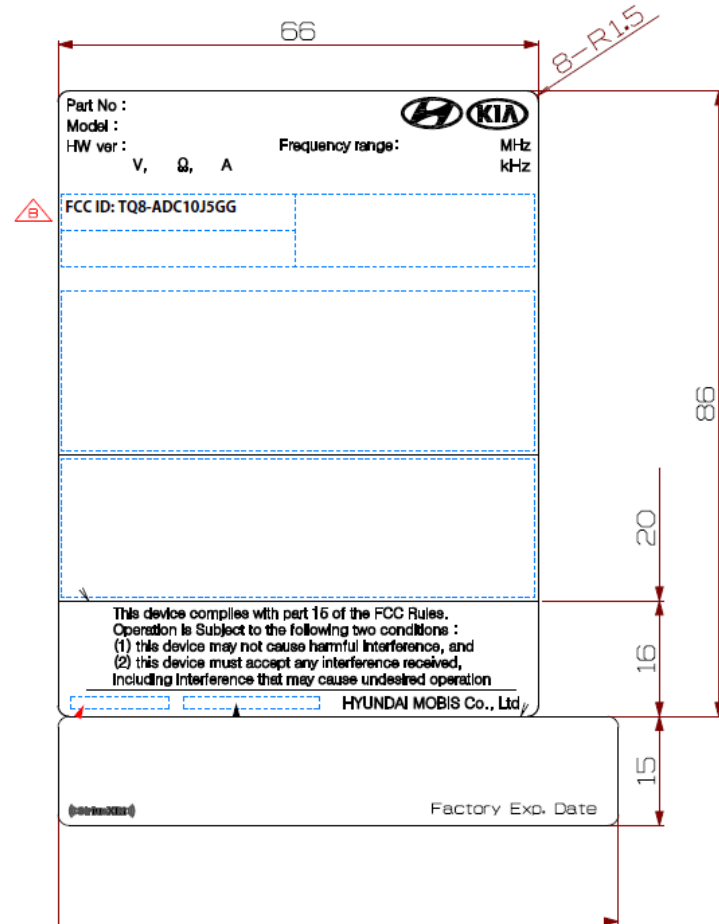 66
8-R1.5
Part No :
Model :
HW ver :
Frequency range:
MHz
V, Ω, A
kHz
KIA
B
FCC ID: TQ8-ADC10J5GG
86
20
16
15
This device complies with part 15 of the FCC Rules.
Operation is Subject to the following two conditions :
(1) this device may not cause harmful interference, and
(2) this device must accept any interference received,
including interference that may cause undesired operation
HYUNDAI MOBIS Co., Ltd
((SiriusXM))
Factory Exp. Date